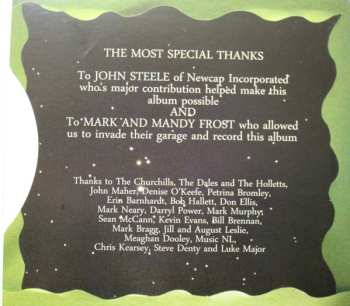 THE MOST SPECIAL THANKS
To JOHN STEELE of Newcap Incorporated
who's major contribution helped make this
album possible
AND
To MARK AND MANDY FROST who allowed
us to invade their garage and record this album
Thanks to The Churchills, The Dales and The Holletts,
John Maher, Denise O'Keefe, Petrina Bromley,
Erin Barnhardt, Bob Hallett, Don Ellis,
Mark Neary, Darryl Power, Mark Murphy,
Sean McCann, Kevin Evans, Bill Brennan,
Mark Bragg, Jill and August Leslie,
Meaghan Dooley, Music NL,
Chris Kearsey, Steve Denty and Luke Major